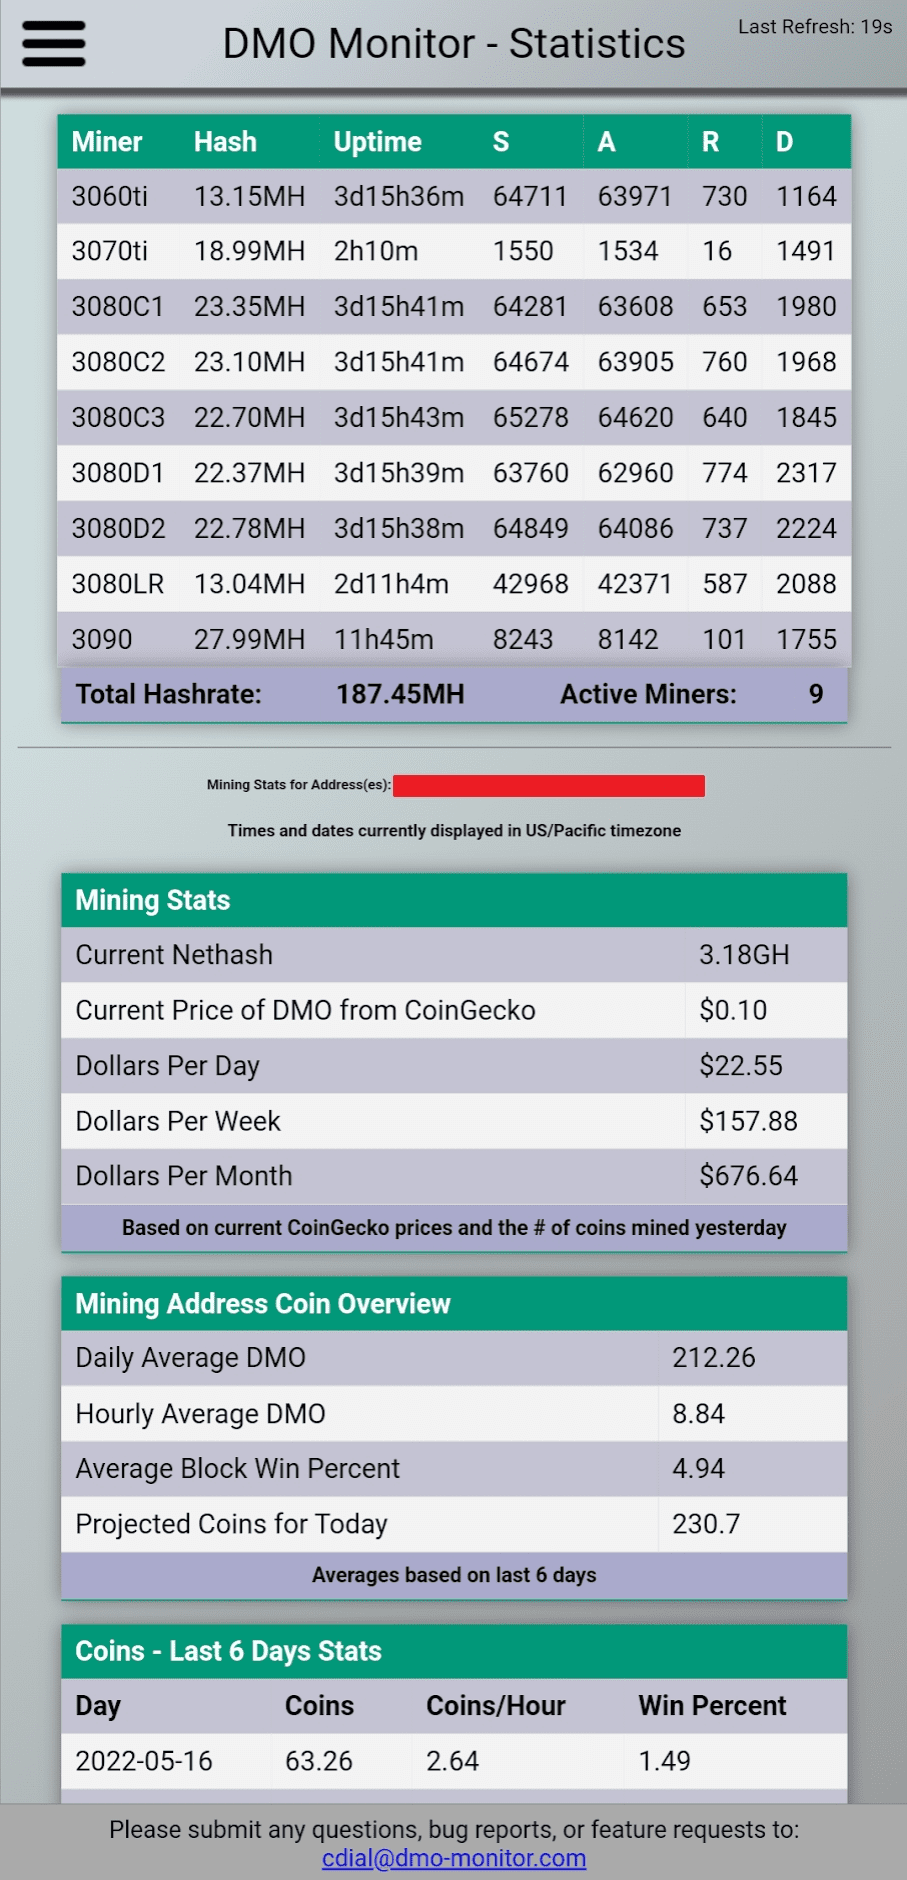 DMO Monitor - Statistics
Last Refresh: 19s
Miner Hash Uptime S A R D
3060ti 13.15MH 3d15h36m 64711 63971 730 1164
3070ti 18.99MH 2h10m 1550 1534 16 1491
3080C1 23.35MH 3d15h41m 64281 63608 653 1980
3080C2 23.10MH 3d15h41m 64674 63905 760 1968
3080C3 22.70MH 3d15h43m 65278 64620 640 1845
3080D1 22.37MH 3d15h39m 63760 62960 774 2317
3080D2 22.78MH 3d15h38m 64849 64086 737 2224
3080LR 13.04MH 2d11h4m 42968 42371 587 2088
3090 27.99MH 11h45m 8243 8142 101 1755
Total Hashrate: 187.45MH Active Miners: 9
Mining Stats for Address(es):
Times and dates currently displayed in US/Pacific timezone
Mining Stats
Current Nethash 3.18GH
Current Price of DMO from CoinGecko $0.10
Dollars Per Day $22.55
Dollars Per Week $157.88
Dollars Per Month $676.64
Based on current CoinGecko prices and the # of coins mined yesterday
Mining Address Coin Overview
Daily Average DMO 212.26
Hourly Average DMO 8.84
Average Block Win Percent 4.94
Projected Coins for Today 230.7
Averages based on last 6 days
Coins - Last 6 Days Stats
Day Coins Coins/Hour Win Percent
2022-05-16 63.26 2.64 1.49
Please submit any questions, bug reports, or feature requests to:
cdial@dmo-monitor.com